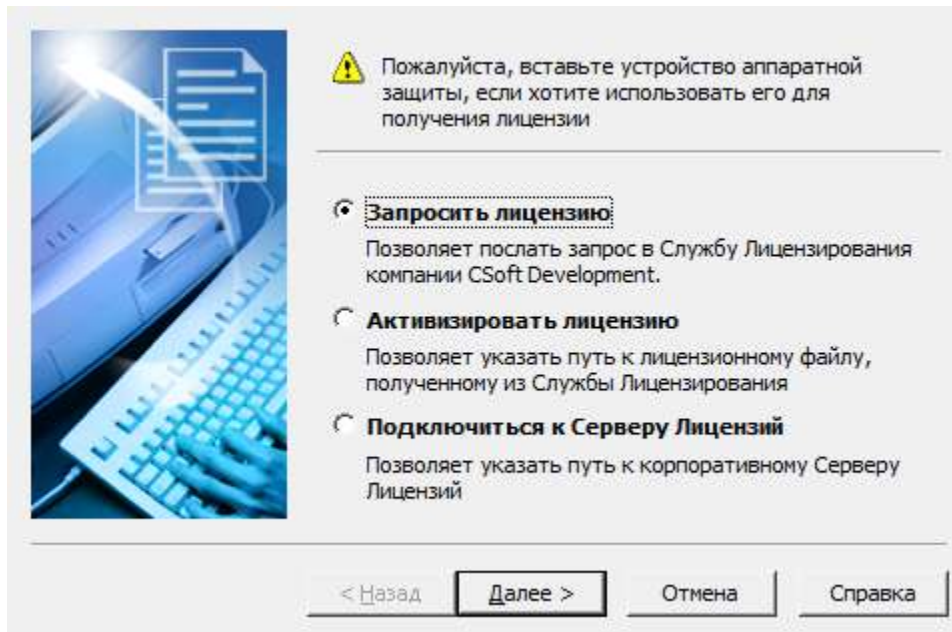 Пожалуйста, вставьте устройство аппаратной
защиты, если хотите использовать его для
получения лицензии
Запросить лицензию
Позволяет послать запрос в Службу Лицензирования
компании CSoft Development.
Активизировать лицензию
Позволяет указать путь к лицензионному файлу,
полученному из Службы Лицензирования
Подключиться к Серверу Лицензий
Позволяет указать путь к корпоративному Серверу
Лицензий
< Назад Далее > Отмена Справка